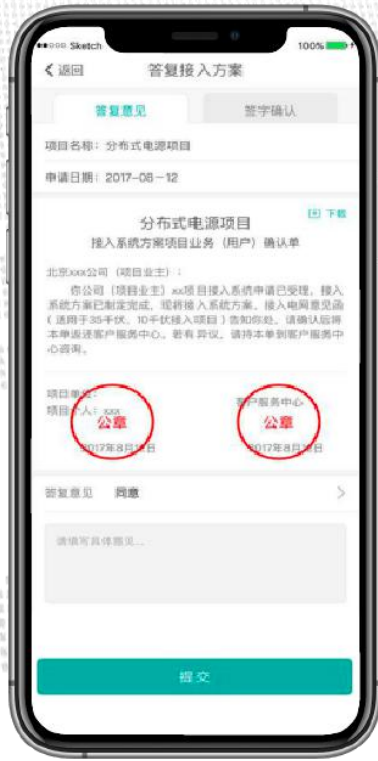 Sketch
100%
返回
答复接入方案
答复意见
签字确认
项目名称：分布式电源项目
申请日期：2017-08-12
下载
分布式电源项目
接入系统方案项目业务（用户）确认单
北京xxx公司（项目业主）：
你公司（项目业主）xx项目接入系统申请已受理，接入
系统方案已制定完成，现将接入系统方案、接入电网意见函
（适用于35千伏、10千伏接入项目）告知你处，请确认后将
本单返还客户服务中心。若有异议，请持本单到客户服务中
心咨询。
项目单位：
项目个人：xxx
客户服务中心
公章
公章
2017年8月
2017年8月
答复意见
同意
请填写具体意见...
提交